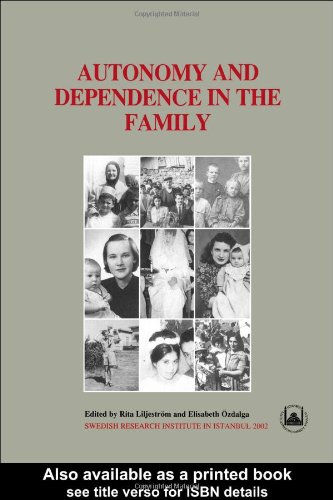 AUTONOMY AND
DEPENDENCE IN THE
FAMILY
Edited by Rita Liljeström and Elisabeth Özdalga
SWEDISH RESEARCH INSTITUTE IN ISTANBUL 2002
Also available as a printed book
see title verso for ISBN details